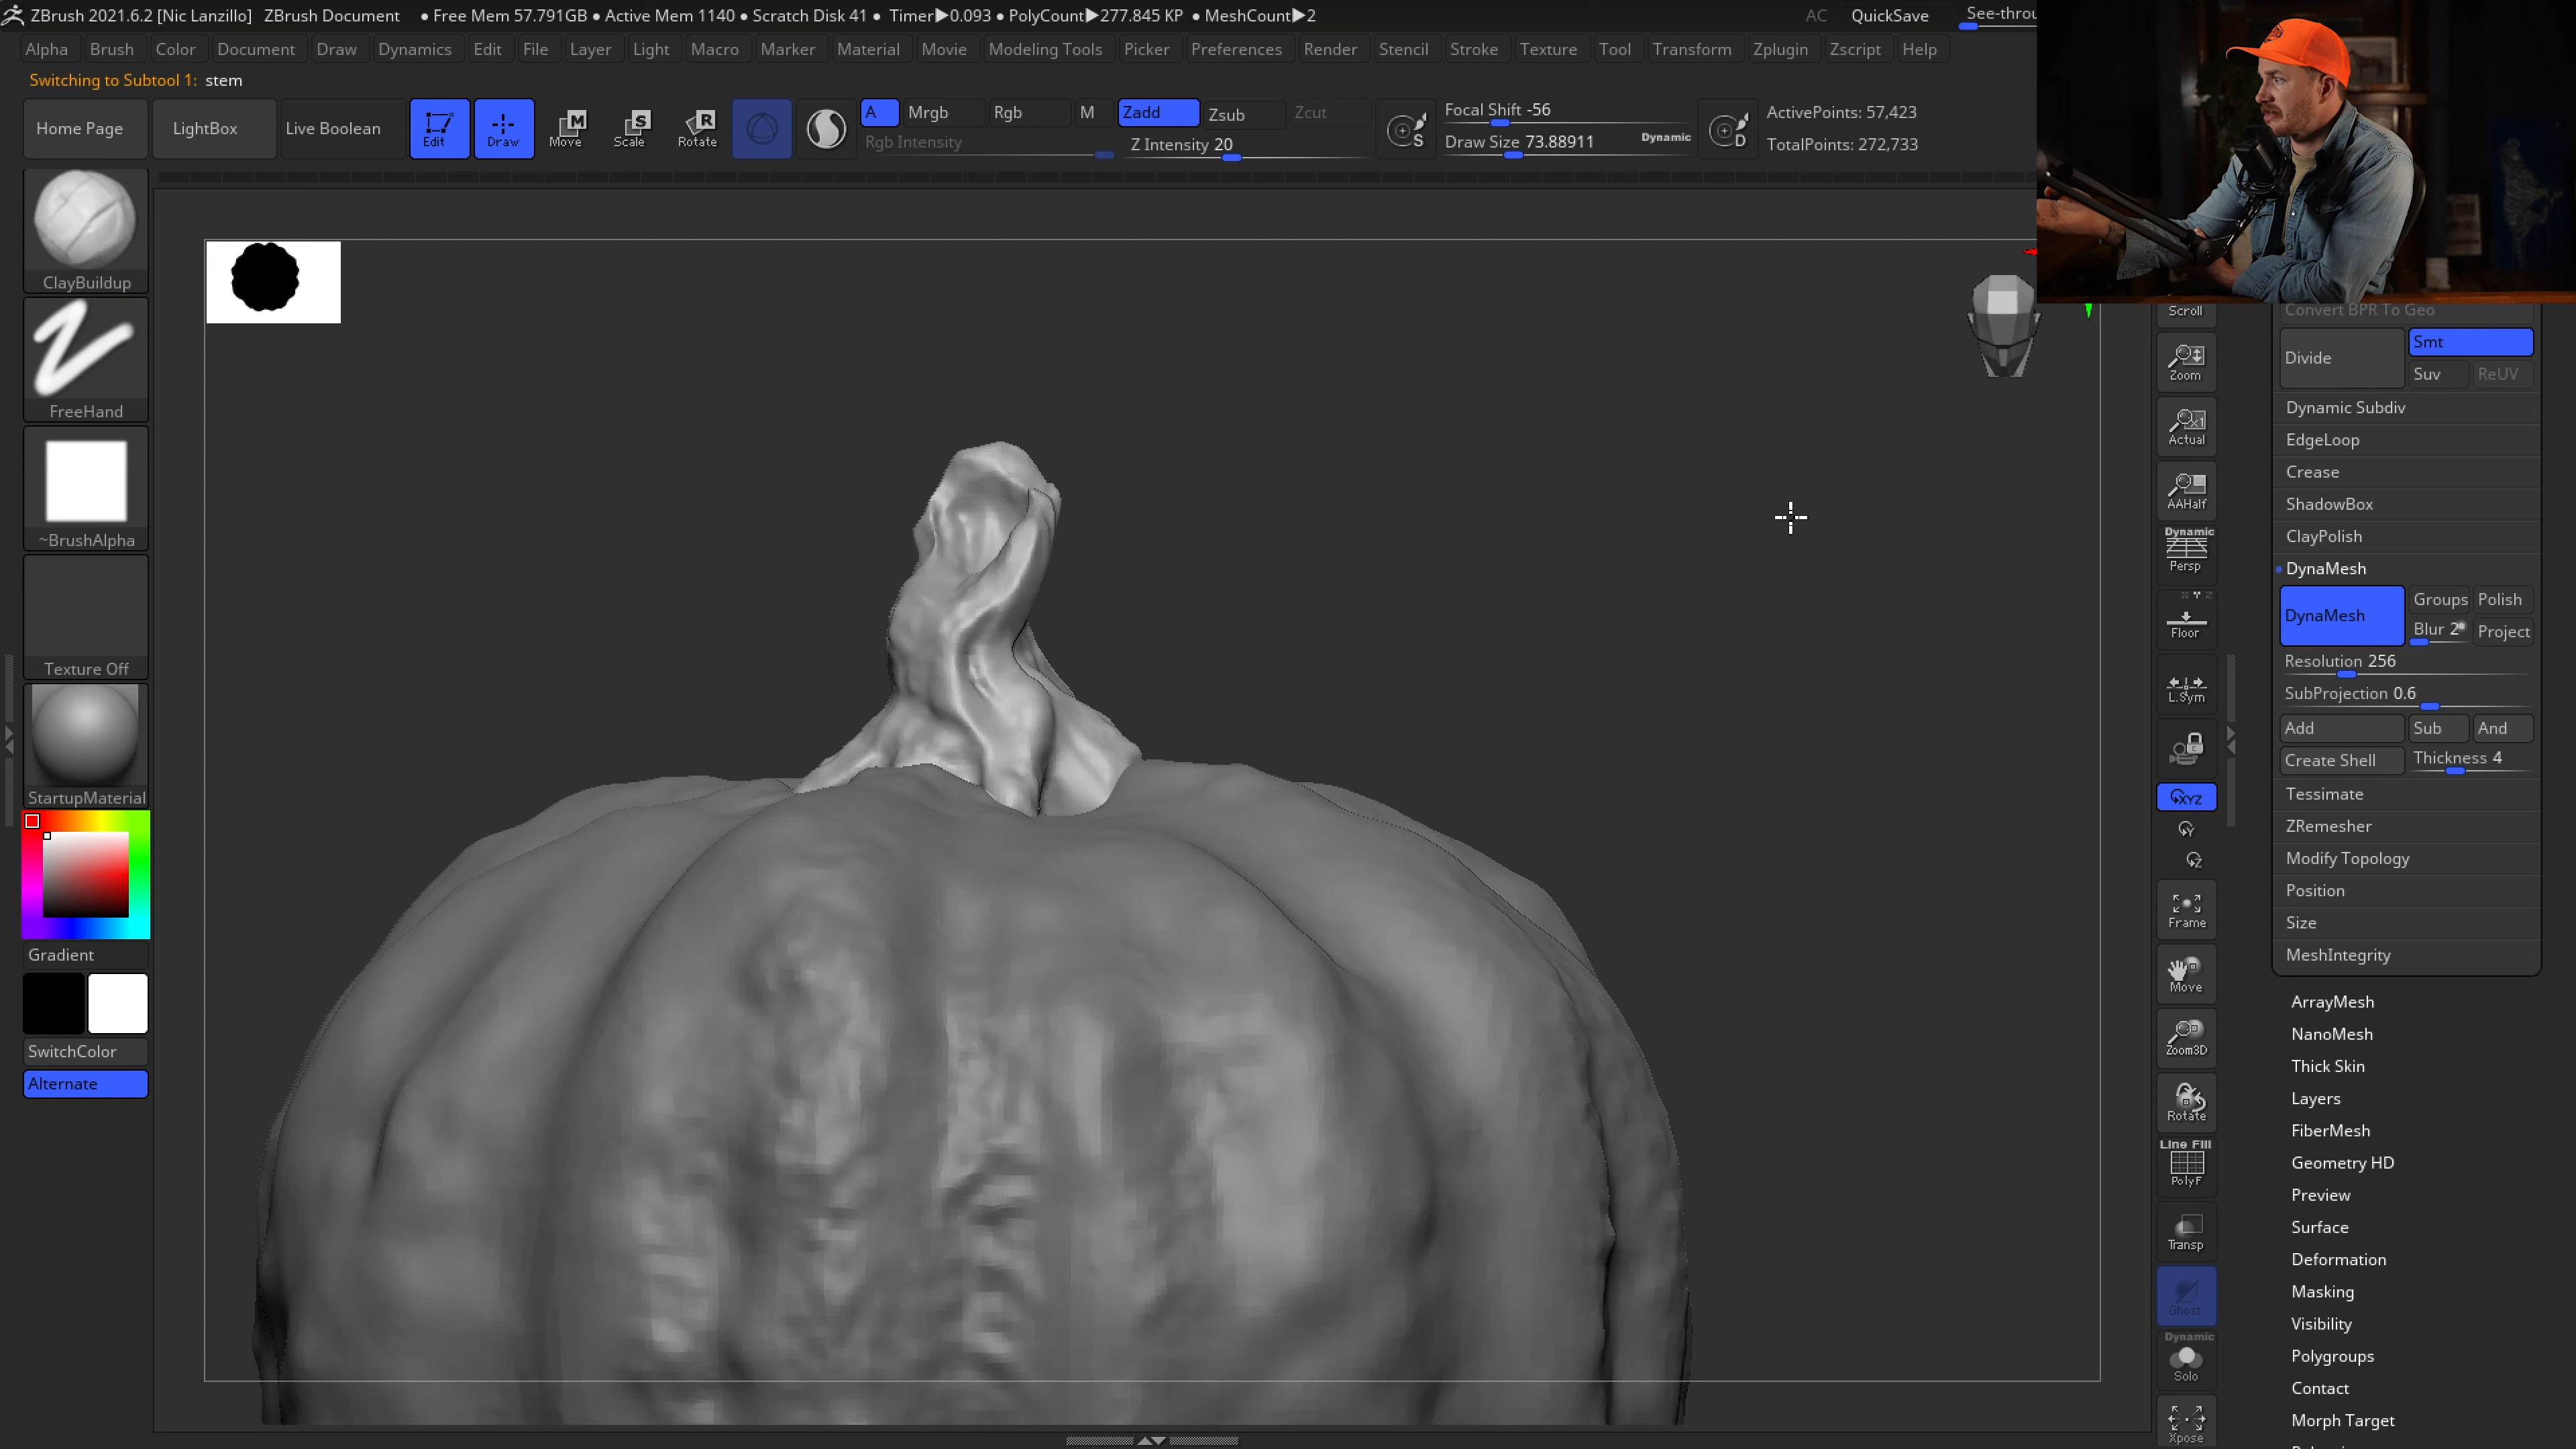 ZBrush 2021.6.2 [Nic Lanzillo] ZBrush Document ● Free Mem 57.791GB ● Active Mem 1140 ● Scratch Disk 41 ● Timer▶0.093 ● PolyCount▶277.845 KP ● MeshCount▶2 AC QuickSave See-throu
Alpha Brush Color Document Draw Dynamics Edit File Layer Light Macro Marker Material Movie Modeling Tools Picker Preferences Render Stencil Stroke Texture Tool Transform Zplugin Zscript Help
Switching to Subtool 1: stem
Home Page LightBox Live Boolean Edit Draw Move Scale Rotate
A Mrgb Rgb M Zadd Zsub Zcut
Rgb Intensity Z Intensity 20
Focal Shift -56
Draw Size 73.88911 Dynamic
ActivePoints: 57,423
TotalPoints: 272,733
ClayBuildup
FreeHand
~BrushAlpha
Texture Off
StartupMaterial
Gradient
SwitchColor
Alternate
Scroll
Zoom
Actual
AAHalf
Dynamic
Persp
Floor
L.Sym
XYZ
Y
Z
Frame
Move
Zoom3D
Rotate
Line Fill
PolyF
Transp
Ghost
Dynamic
Solo
Xpose
Convert BPR To Geo
Divide Smt
Suv ReUV
Dynamic Subdiv
EdgeLoop
Crease
ShadowBox
ClayPolish
DynaMesh
DynaMesh Groups Polish
Blur 2 Project
Resolution 256
SubProjection 0.6
Add Sub And
Create Shell Thickness 4
Tessimate
ZRemesher
Modify Topology
Position
Size
MeshIntegrity
ArrayMesh
NanoMesh
Thick Skin
Layers
FiberMesh
Geometry HD
Preview
Surface
Deformation
Masking
Visibility
Polygroups
Contact
Morph Target